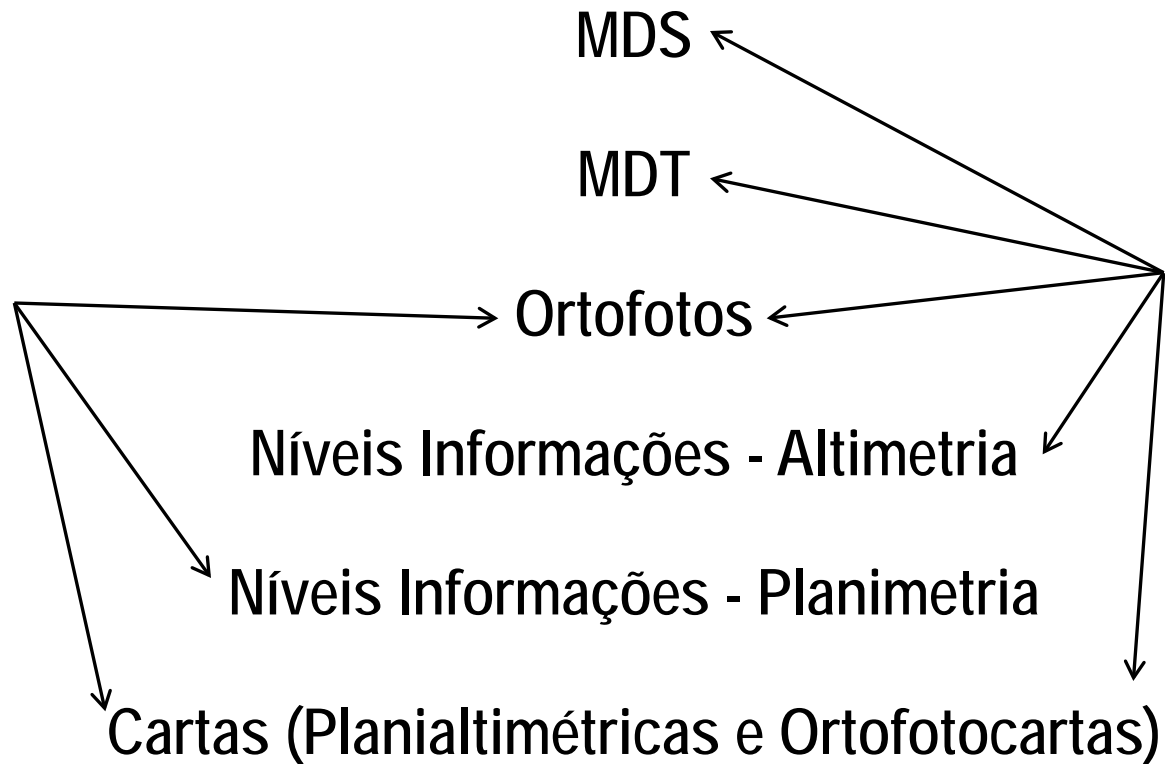 MDS
MDT
Ortofotos
Níveis Informações - Altimetria
Níveis Informações - Planimetria
Cartas (Planialtimétricas e Ortofotocartas)